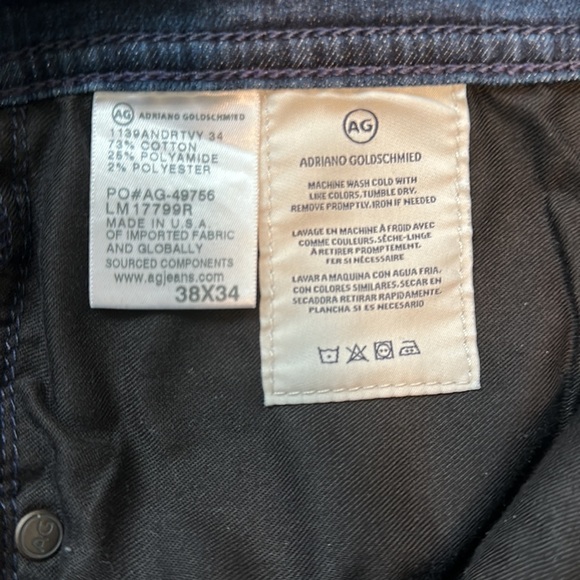 AG ADRIANO GOLDSCHMIED
1139ANDRTVY 34
73% COTTON
25% POLYAMIDE
2% POLYESTER
PO#AG-49756
LM17799R
MADE IN U.S.A.
OF IMPORTED FABRIC
AND GLOBALLY
SOURCED COMPONENTS
www.agjeans.com
38X34
AG
ADRIANO GOLDSCHMIED
MACHINE WASH COLD WITH
LIKE COLORS. TUMBLE DRY.
REMOVE PROMPTLY. IRON IF NEEDED
LAVAGE EN MACHINE À FROID AVEC
COMME COULEURS. SÈCHE-LINGE
À RETIRER PROMPTEMENT.
FER SI NÉCESSAIRE
LAVAR A MAQUINA CON AGUA FRIA.
CON COLORES SIMILARES. SECAR EN
SECADORA RETIRAR RAPIDAMENTE.
PLANCHA SI ES NECESARIO
AG